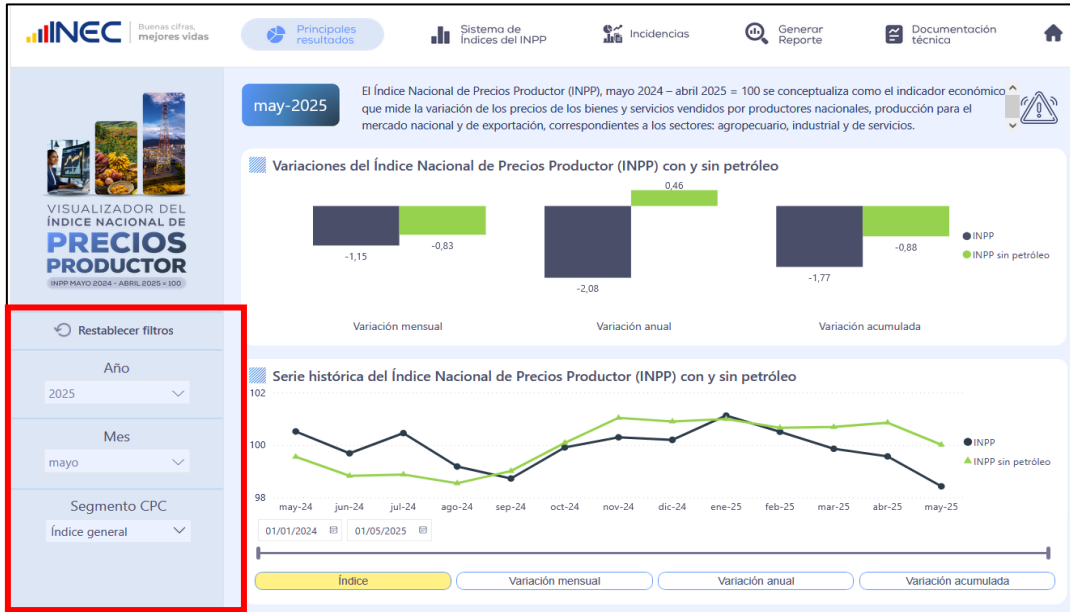 INEC
Buenas cifras,
mejores vidas
Principales
resultados
Sistema de
Índices del INPP
Incidencias
Generar
Reporte
Documentación
técnica
VISUALIZADOR DEL
ÍNDICE NACIONAL DE
PRECIOS
PRODUCTOR
INPP MAYO 2024 - ABRIL 2025 = 100
Restablecer filtros
Año
2025
Mes
mayo
Segmento CPC
Índice general
may-2025
El Índice Nacional de Precios Productor (INPP), mayo 2024 – abril 2025 = 100 se conceptualiza como el indicador económico
que mide la variación de los precios de los bienes y servicios vendidos por productores nacionales, producción para el
mercado nacional y de exportación, correspondientes a los sectores: agropecuario, industrial y de servicios.
Variaciones del Índice Nacional de Precios Productor (INPP) con y sin petróleo
0,46
-0,83
-1,15
-2,08
-0,88
-1,77
INPP
INPP sin petróleo
Variación mensual
Variación anual
Variación acumulada
Serie histórica del Índice Nacional de Precios Productor (INPP) con y sin petróleo
102
100
98
INPP
INPP sin petróleo
may-24 jun-24 jul-24 ago-24 sep-24 oct-24 nov-24 dic-24 ene-25 feb-25 mar-25 abr-25 may-25
01/01/2024 01/05/2025
Índice
Variación mensual
Variación anual
Variación acumulada